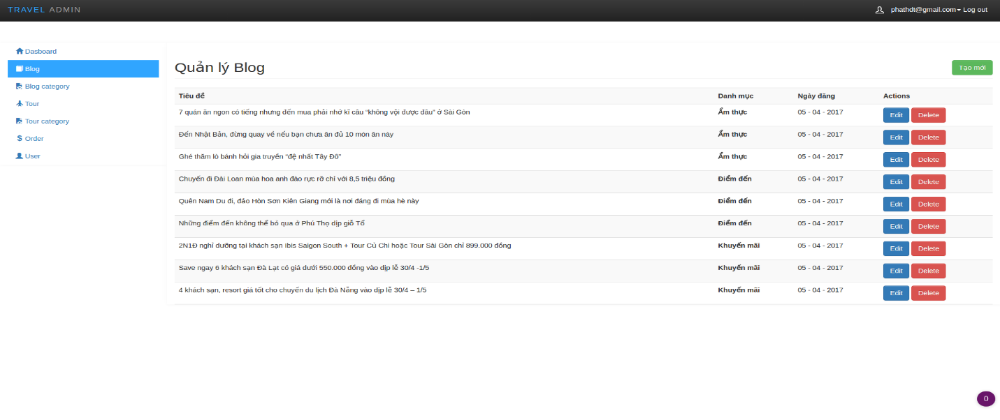 TRAVEL ADMIN phathdt@gmail.com Log out
Dasboard
Blog
Blog category
Tour
Tour category
Order
User
Quản lý Blog Tạo mới
Tiêu đề Danh mục Ngày đăng Actions
7 quán ăn ngon có tiếng nhưng đến mua phải nhớ kĩ câu “không vội được đâu” ở Sài Gòn Ẩm thực 05 - 04 - 2017 Edit Delete
Đến Nhật Bản, đừng quay về nếu bạn chưa ăn đủ 10 món ăn này Ẩm thực 05 - 04 - 2017 Edit Delete
Ghé thăm lò bánh hỏi gia truyền “đệ nhất Tây Đô” Ẩm thực 05 - 04 - 2017 Edit Delete
Chuyến đi Đài Loan mùa hoa anh đào rực rỡ chỉ với 8,5 triệu đồng Điểm đến 05 - 04 - 2017 Edit Delete
Quên Nam Du đi, đảo Hòn Sơn Kiên Giang mới là nơi đáng đi mùa hè này Điểm đến 05 - 04 - 2017 Edit Delete
Những điểm đến không thể bỏ qua ở Phú Thọ dịp giỗ Tổ Điểm đến 05 - 04 - 2017 Edit Delete
2N1Đ nghỉ dưỡng tại khách sạn Ibis Saigon South + Tour Củ Chi hoặc Tour Sài Gòn chỉ 899.000 đồng Khuyến mãi 05 - 04 - 2017 Edit Delete
Save ngay 6 khách sạn Đà Lạt có giá dưới 550.000 đồng vào dịp lễ 30/4 -1/5 Khuyến mãi 05 - 04 - 2017 Edit Delete
4 khách sạn, resort giá tốt cho chuyến du lịch Đà Nẵng vào dịp lễ 30/4 – 1/5 Khuyến mãi 05 - 04 - 2017 Edit Delete
0